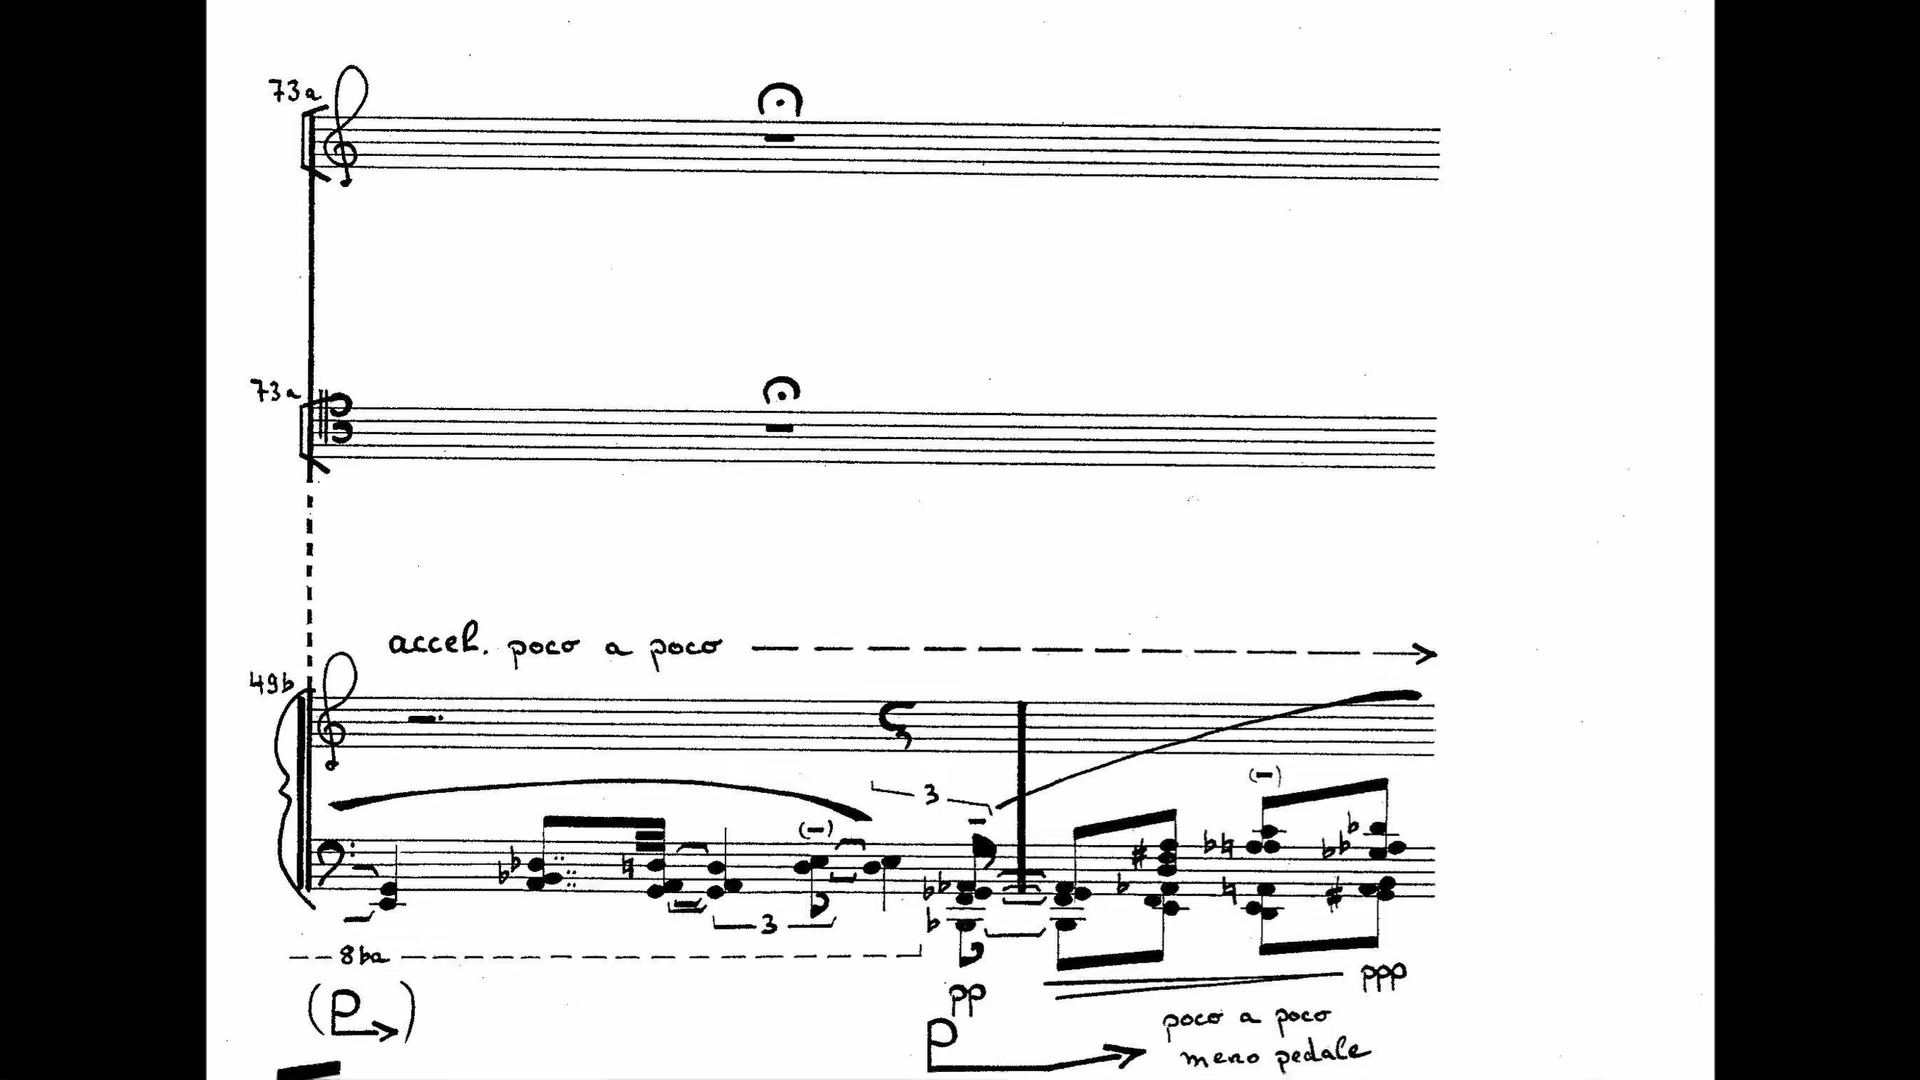 73a
73a
accel. poco a poco
49b
3
(-)
(-)
3
8ba
pp
ppp
(P)
P
poco a poco
meno pedale